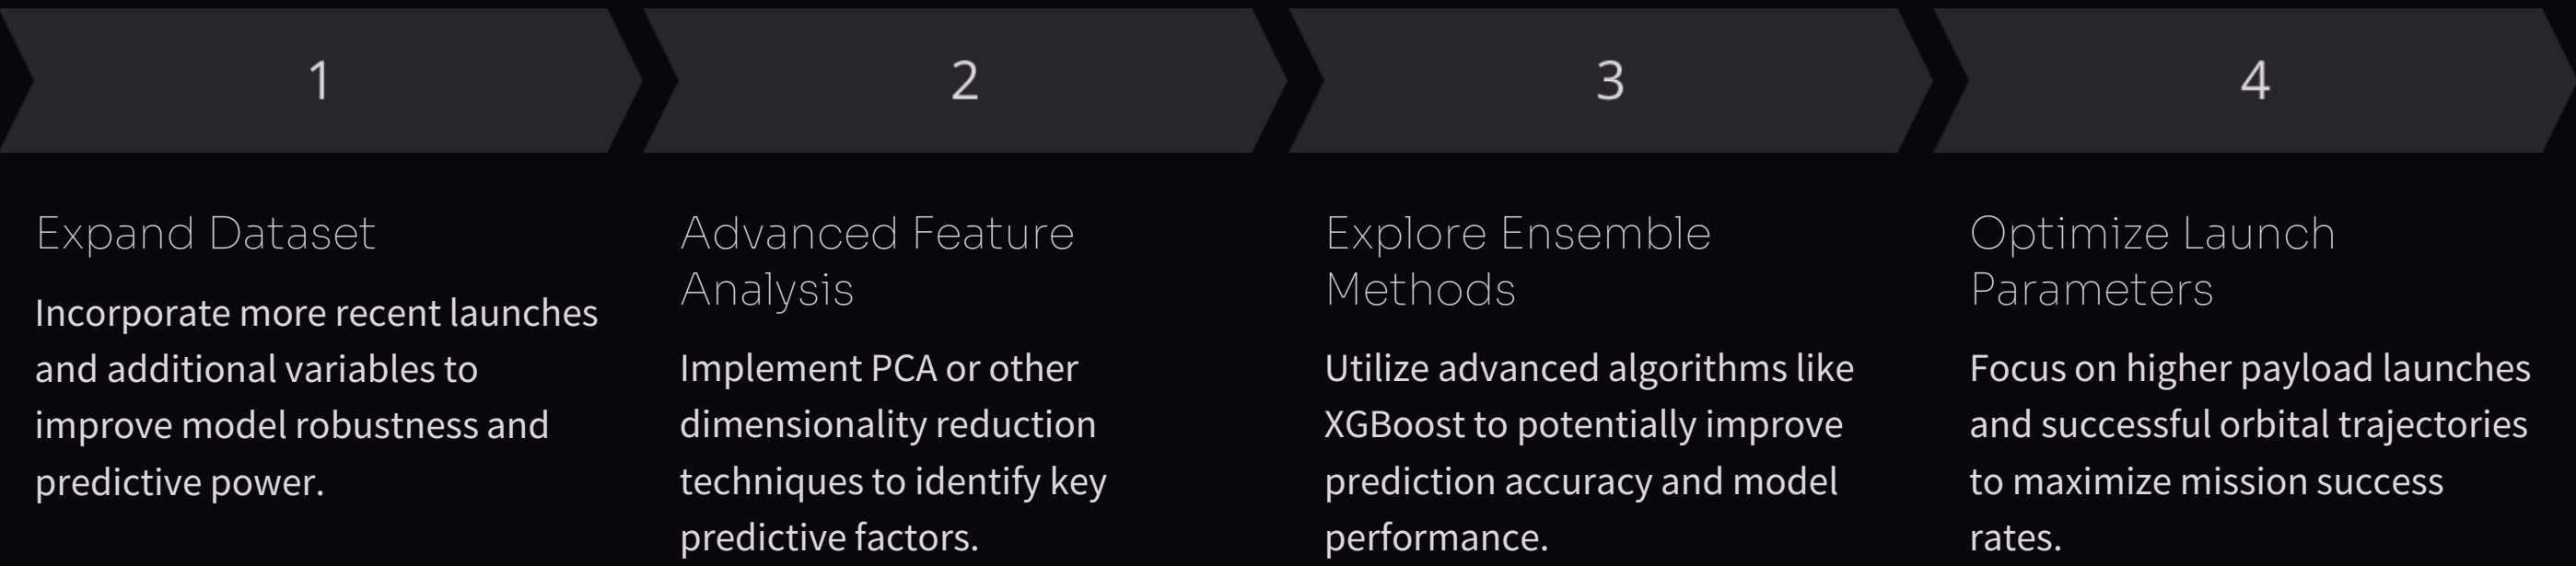 1
Expand Dataset
Incorporate more recent launches
and additional variables to
improve model robustness and
predictive power.
2
Advanced Feature
Analysis
Implement PCA or other
dimensionality reduction
techniques to identify key
predictive factors.
3
Explore Ensemble
Methods
Utilize advanced algorithms like
XGBoost to potentially improve
prediction accuracy and model
performance.
4
Optimize Launch
Parameters
Focus on higher payload launches
and successful orbital trajectories
to maximize mission success
rates.